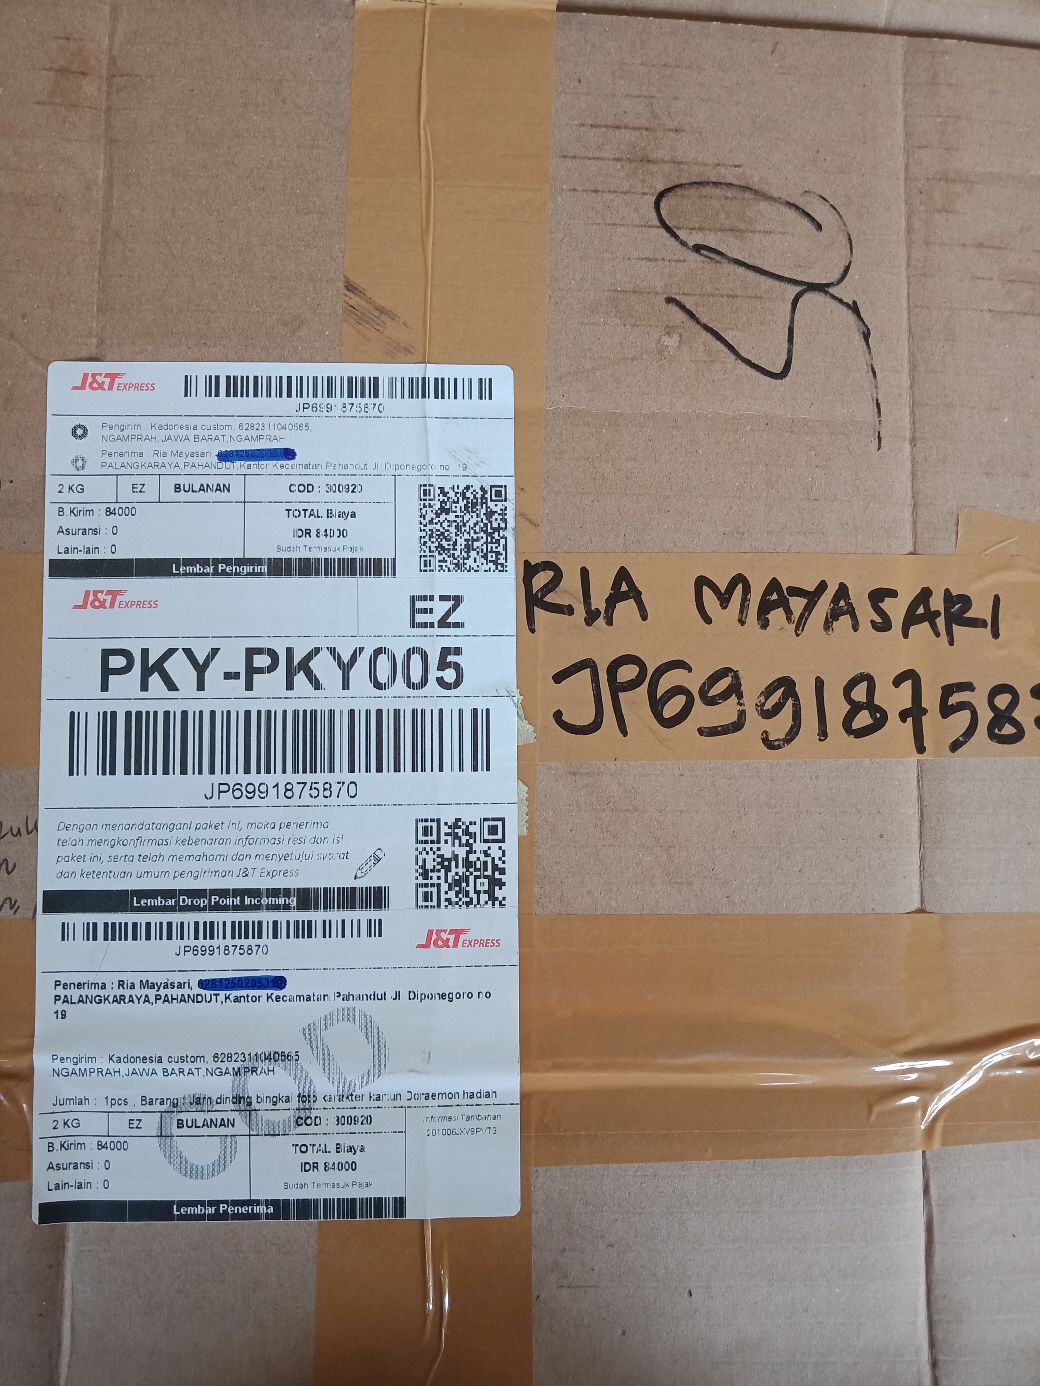 J&T EXPRESS
JP6991875870
Pengirim : Kadonesia custom, 6282311040565,
NGAMPRAH,JAWA BARAT,NGAMPRAH
Penerima : Ria Mayasari
PALANGKARAYA,PAHANDUT,Kantor Kecamatan Pahandut Jl Diponegoro no 19
2 KG EZ BULANAN COD : 300920
B.Kirim : 84000
Asuransi : 0
Lain-lain : 0
TOTAL Biaya
IDR 84000
Sudah Termasuk Pajak
Lembar Pengirim
J&T EXPRESS
EZ
PKY-PKY005
JP6991875870
Dengan menandatangani paket ini, maka penerima
telah mengkonfirmasi kebenaran informasi resi dan isi
paket ini, serta telah memahami dan menyetujui syarat
dan ketentuan umum pengiriman J&T Express
Lembar Drop Point Incoming
JP6991875870
J&T EXPRESS
Penerima : Ria Mayasari,
PALANGKARAYA,PAHANDUT,Kantor Kecamatan Pahandut Jl Diponegoro no
19
Pengirim : Kadonesia custom, 6282311040565
NGAMPRAH,JAWA BARAT,NGAMPRAH
Jumlah : 1pcs , Barang : Jam dinding bingkai foto karakter kartun Doraemon hadiah
COD
2 KG EZ BULANAN COD : 300920
B.Kirim : 84000
Asuransi : 0
Lain-lain : 0
TOTAL Biaya
IDR 84000
Sudah Termasuk Pajak
Informasi Tambahan
Lembar Penerima
RIA MAYASARI
JP699187587